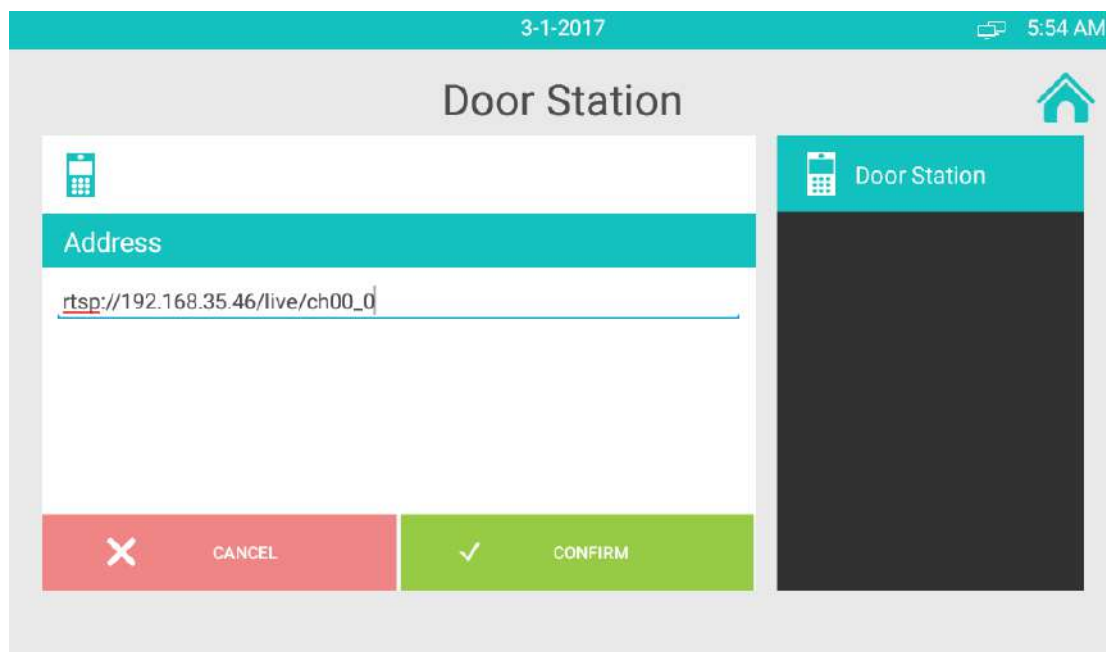 3-1-2017
5:54 AM
Door Station
Door Station
Address
rtsp://192.168.35.46/live/ch00_0
CANCEL
CONFIRM